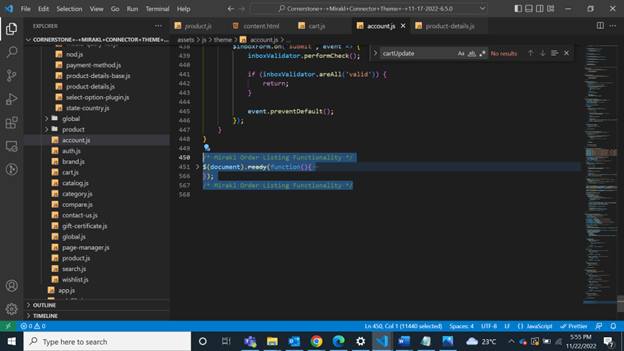 File Edit Selection View Go Run Terminal Help
Cornerstone+ - +Mirakl+Connector+Theme+ - 11-17-2022-6.5.0
EXPLORER
product.js content.html cart.js account.js product-details.js
CORNERSTONE+ - +MIRAKL+CONNECTOR+THEME+...
assets > js > theme > account.js > ...
nod.js
payment-method.js
product-details-base.js
product-details.js
select-option-plugin.js
state-country.js
global
product
account.js
auth.js
brand.js
cart.js
catalog.js
category.js
compare.js
contact-us.js
gift-certificate.js
global.js
page-manager.js
product.js
search.js
wishlist.js
app.js
OUTLINE
TIMELINE
cartUpdate
No results
438 $inboxForm.on('submit', event => {
439 inboxValidator.performCheck();
440
441 if (inboxValidator.areAll('valid')) {
442 return;
443 }
444
445 event.preventDefault();
446 });
447 }
448 }
449
450 /* Mirakl Order Listing Functionality */
451 $(document).ready(function(){
566 });
567 /* Mirakl Order Listing Functionality */
568
0 0
Ln 450, Col 1 (11440 selected) Spaces: 4 UTF-8 LF JavaScript Prettier
Type here to search
23°C
5:55 PM
11/22/2022